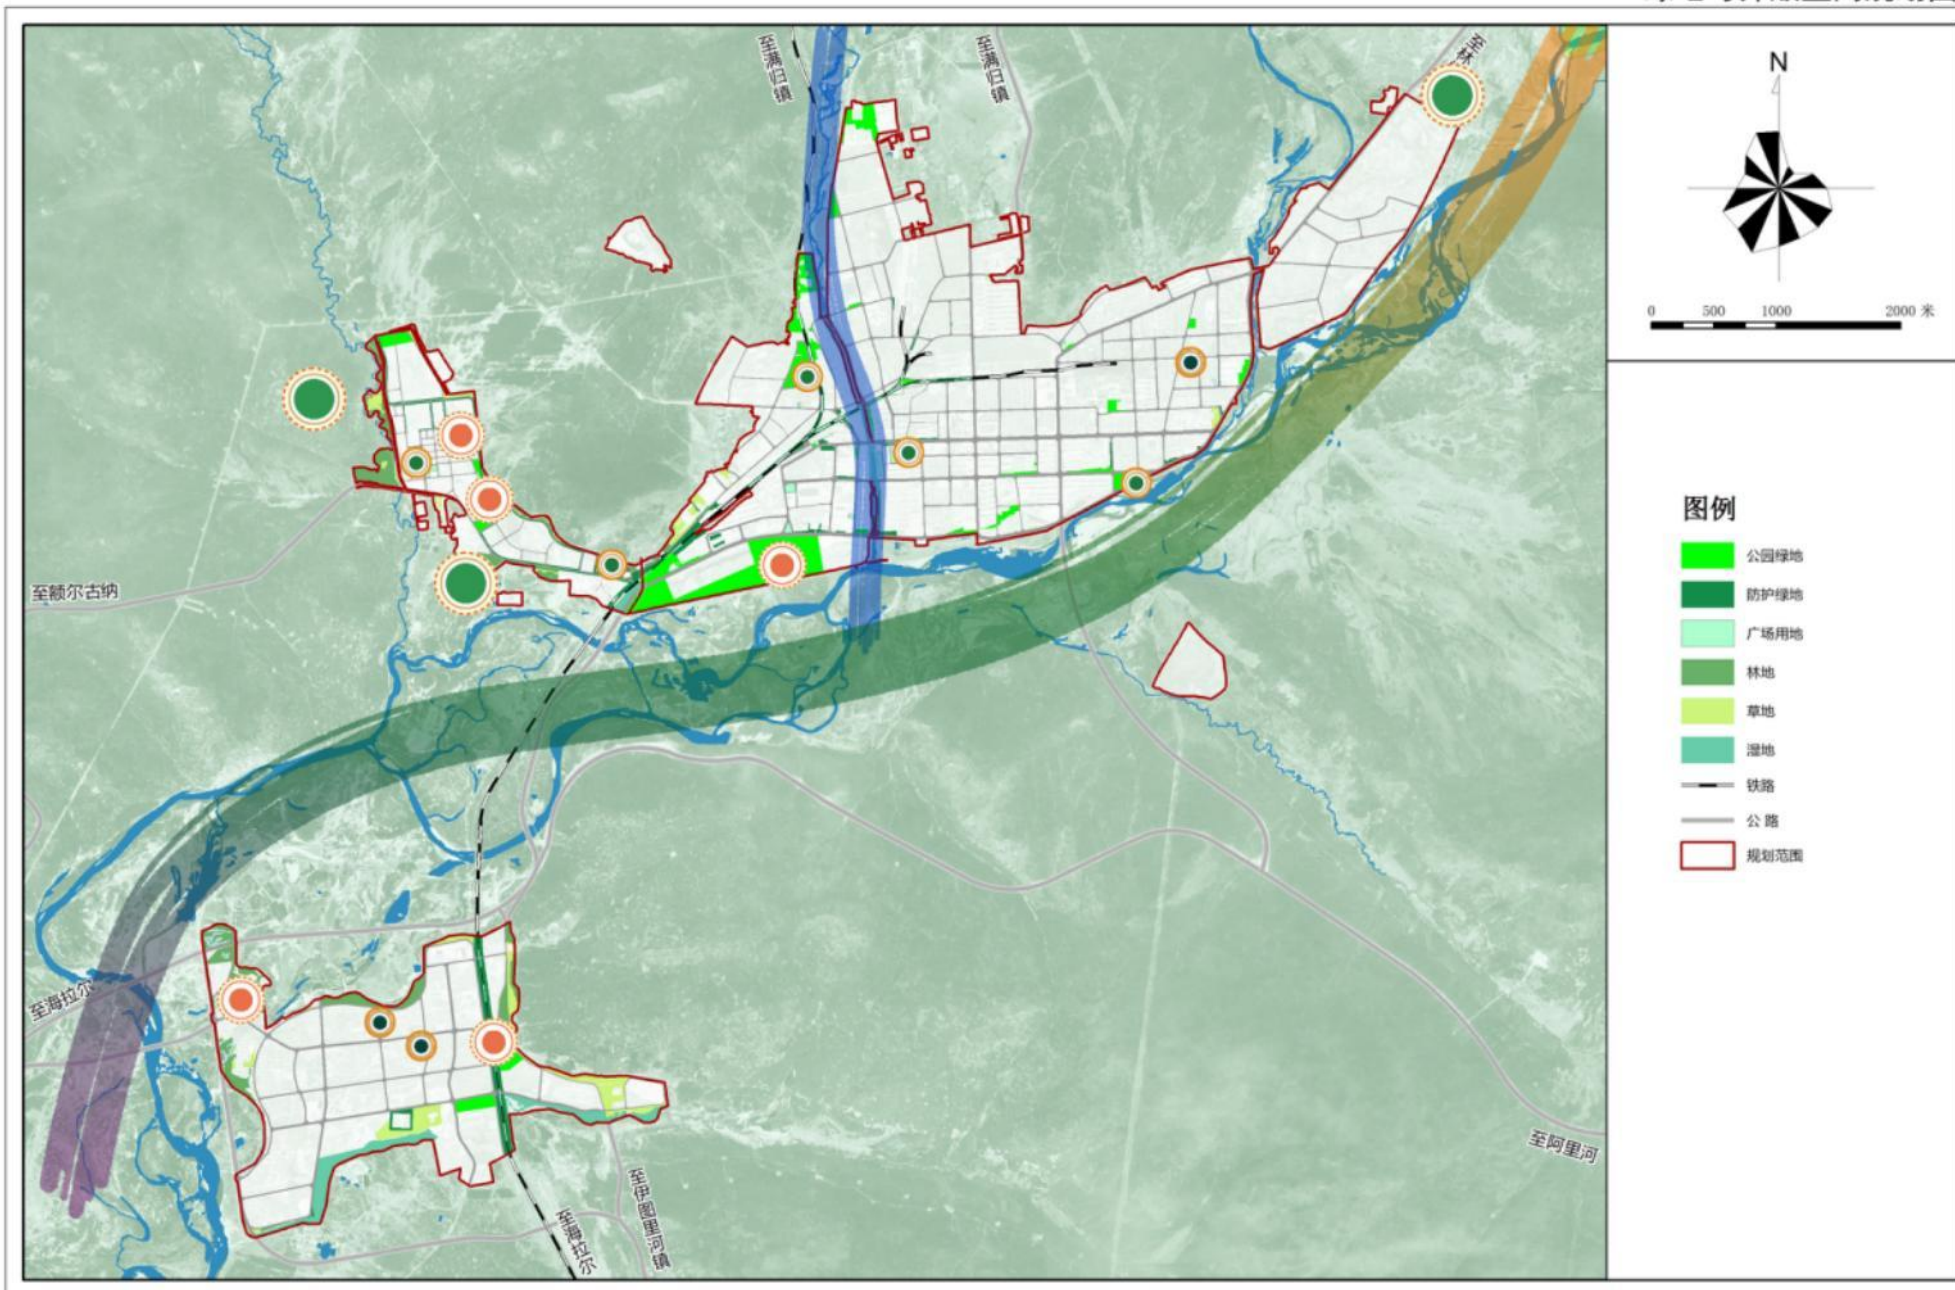 至满归镇
至满归镇
至林
N
0 500 1000 2000 米
至额尔古纳
图例
公园绿地
防护绿地
广场用地
林地
草地
湿地
铁路
公 路
规划范围
至海拉尔
至阿里河
至伊图里河镇
至海拉尔